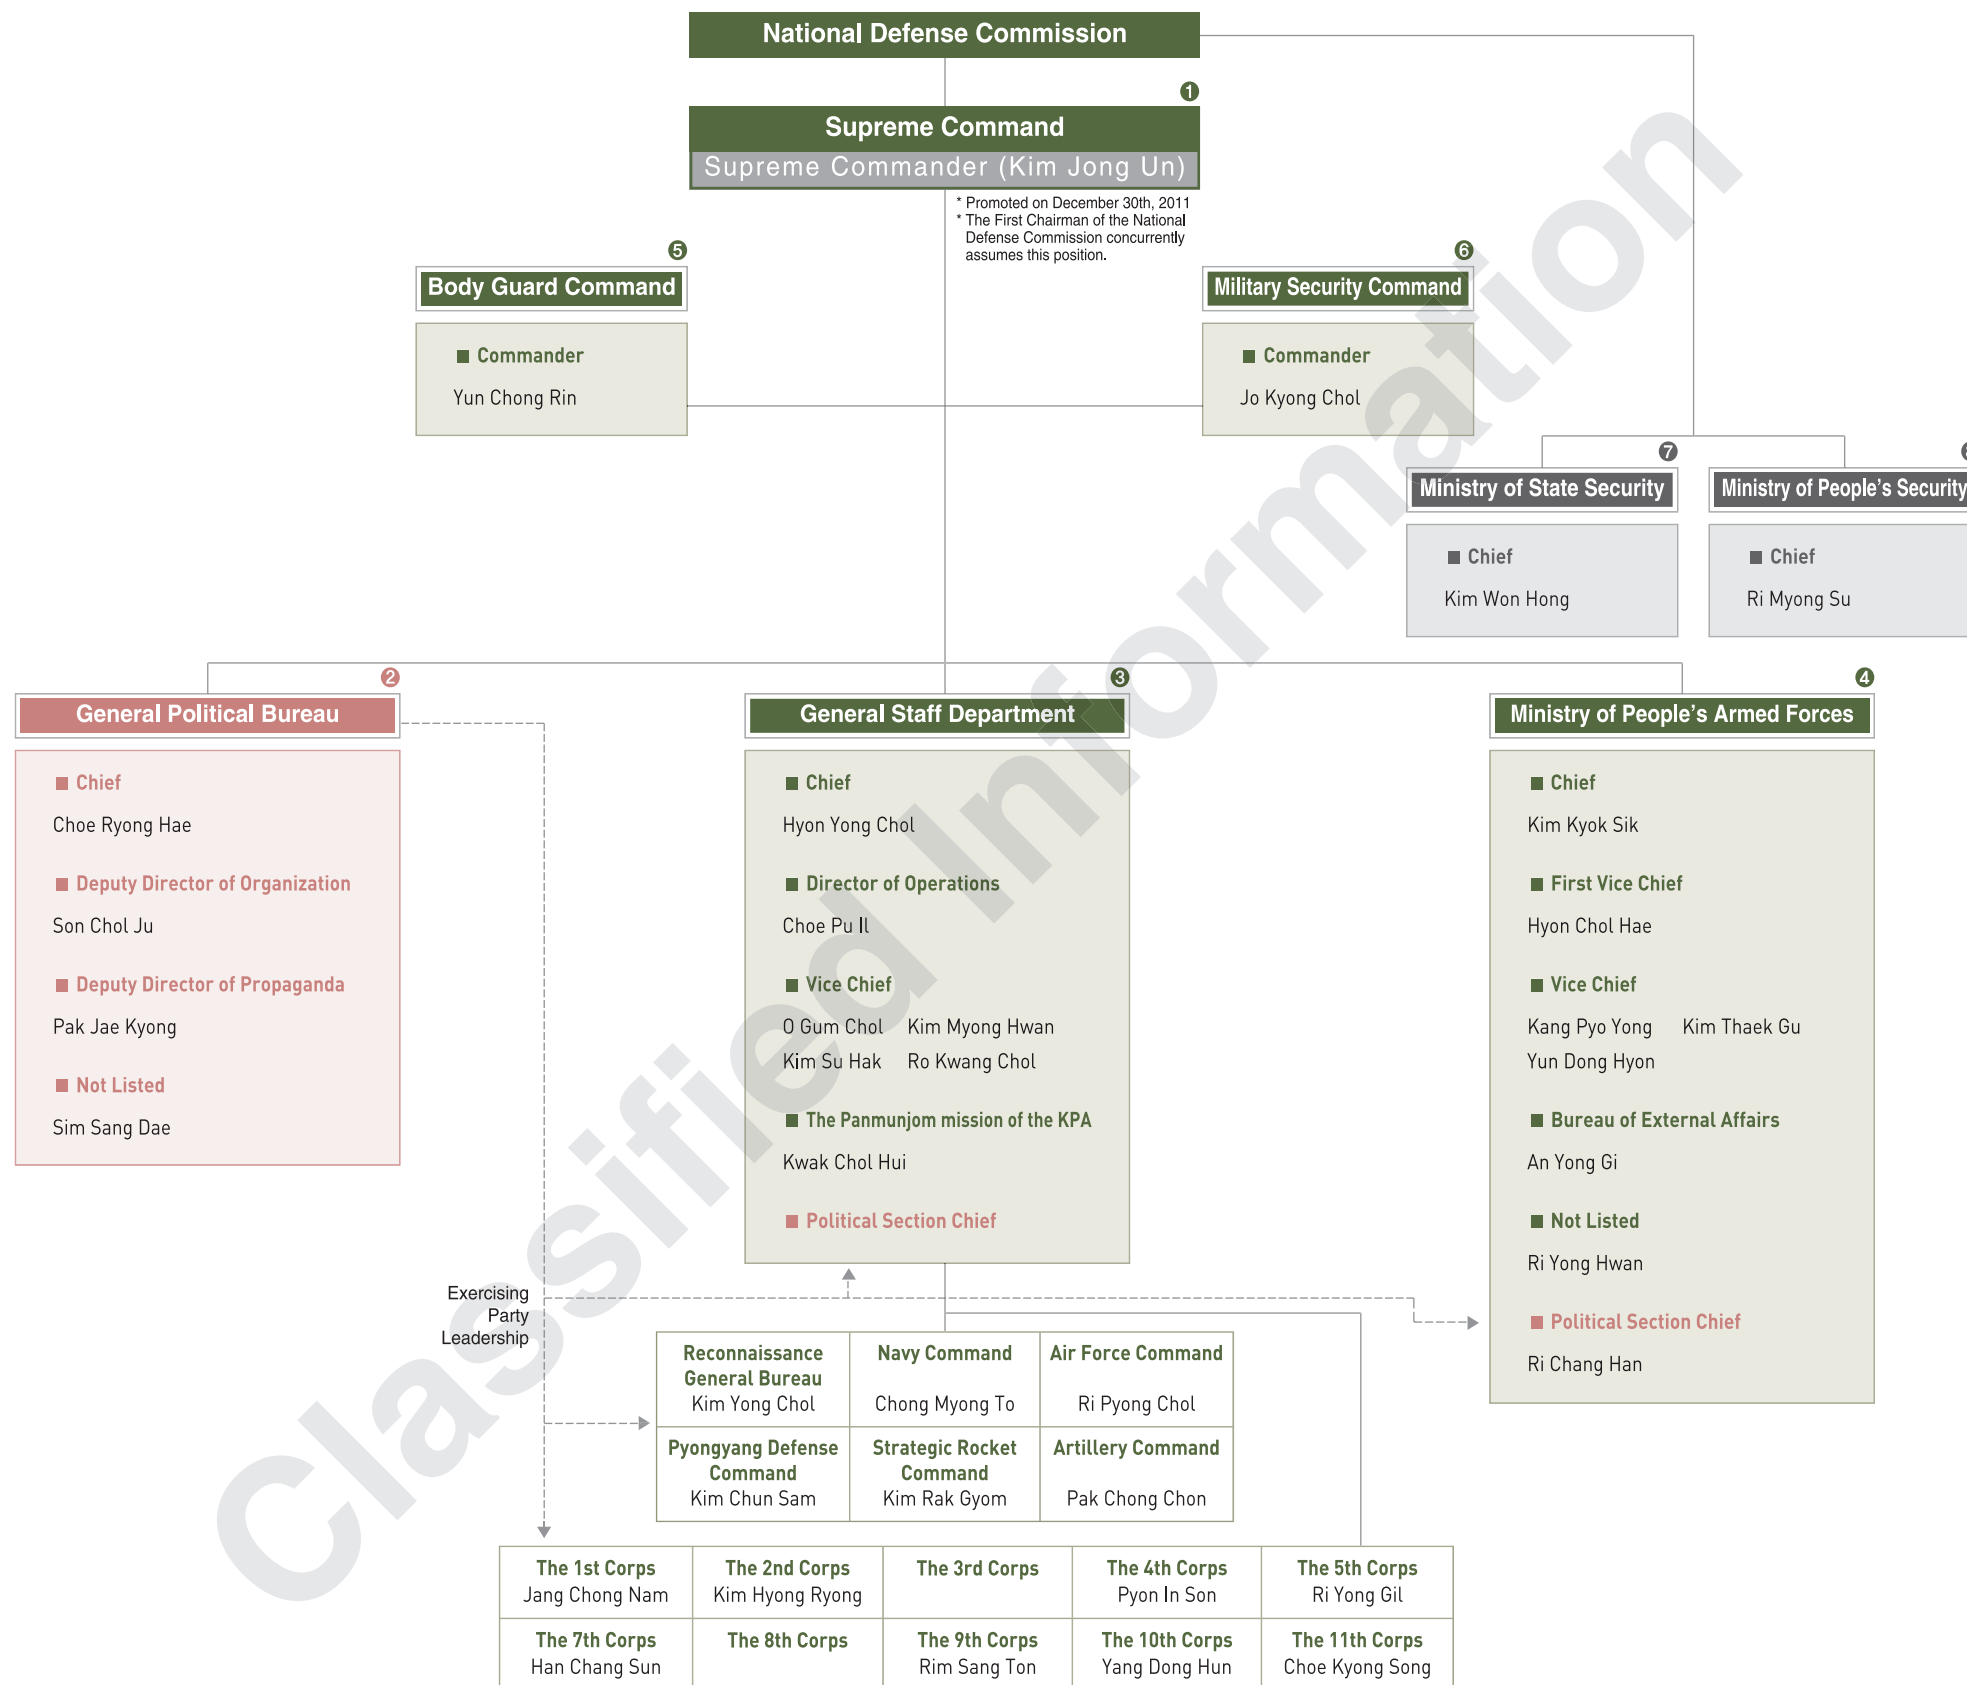 National Defense Commission
1
Supreme Command
Supreme Commander (Kim Jong Un)
* Promoted on December 30th, 2011
* The First Chairman of the National
Defense Commission concurrently
assumes this position.
5
Body Guard Command
Commander
Yun Chong Rin
6
Military Security Command
Commander
Jo Kyong Chol
7
Ministry of State Security
Chief
Kim Won Hong
Ministry of People's Security
Chief
Ri Myong Su
2
General Political Bureau
Chief
Choe Ryong Hae
Deputy Director of Organization
Son Chol Ju
Deputy Director of Propaganda
Pak Jae Kyong
Not Listed
Sim Sang Dae
3
General Staff Department
Chief
Hyon Yong Chol
Director of Operations
Choe Pu Il
Vice Chief
O Gum Chol Kim Myong Hwan
Kim Su Hak Ro Kwang Chol
The Panmunjom mission of the KPA
Kwak Chol Hui
Political Section Chief
4
Ministry of People's Armed Forces
Chief
Kim Kyok Sik
First Vice Chief
Hyon Chol Hae
Vice Chief
Kang Pyo Yong Kim Thaek Gu
Yun Dong Hyon
Bureau of External Affairs
An Yong Gi
Not Listed
Ri Yong Hwan
Political Section Chief
Ri Chang Han
Exercising
Party
Leadership
Reconnaissance
General Bureau
Kim Yong Chol
Navy Command
Chong Myong To
Air Force Command
Ri Pyong Chol
Pyongyang Defense
Command
Kim Chun Sam
Strategic Rocket
Command
Kim Rak Gyom
Artillery Command
Pak Chong Chon
The 1st Corps
Jang Chong Nam
The 2nd Corps
Kim Hyong Ryong
The 3rd Corps
The 4th Corps
Pyon In Son
The 5th Corps
Ri Yong Gil
The 7th Corps
Han Chang Sun
The 8th Corps
The 9th Corps
Rim Sang Ton
The 10th Corps
Yang Dong Hun
The 11th Corps
Choe Kyong Song
Classified Information